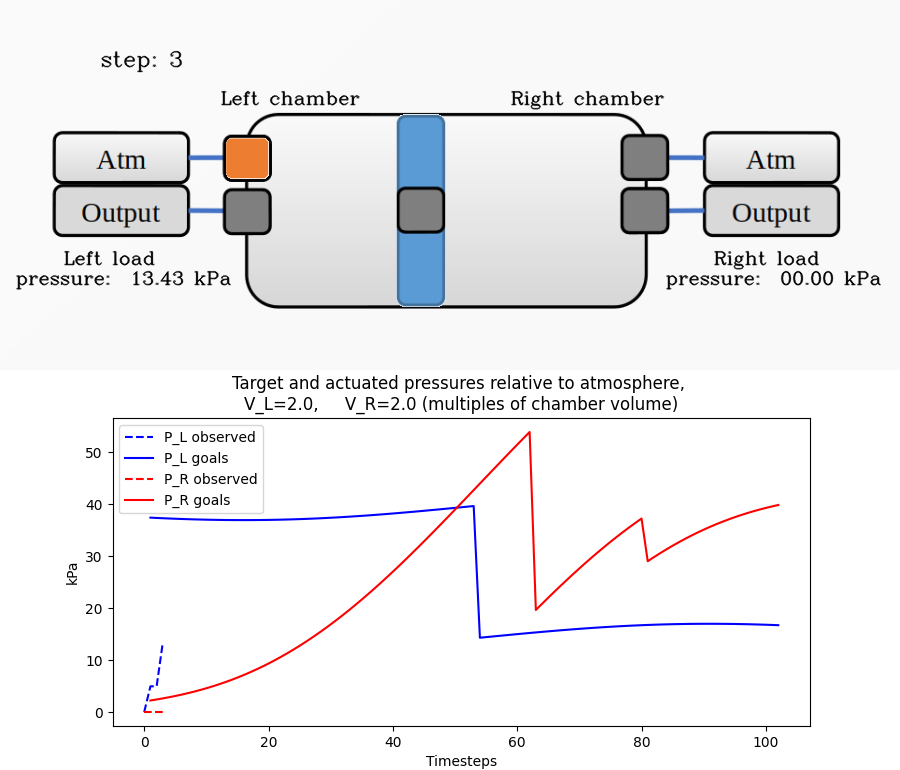 step: 3
Left chamber
Right chamber
Atm
Atm
Output
Output
Left load
pressure: 13.43 kPa
Right load
pressure: 00.00 kPa
Target and actuated pressures relative to atmosphere,
V_L=2.0, V_R=2.0 (multiples of chamber volume)
P_L observed
P_L goals
P_R observed
P_R goals
kPa
50
40
30
20
10
0
0 20 40 60 80 100
Timesteps